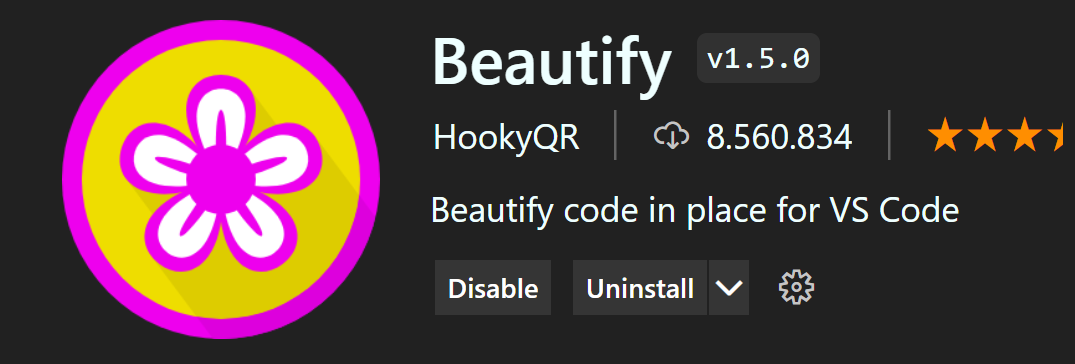 Beautify v1.5.0
HookyQR 8.560.834
Beautify code in place for VS Code
Disable Uninstall